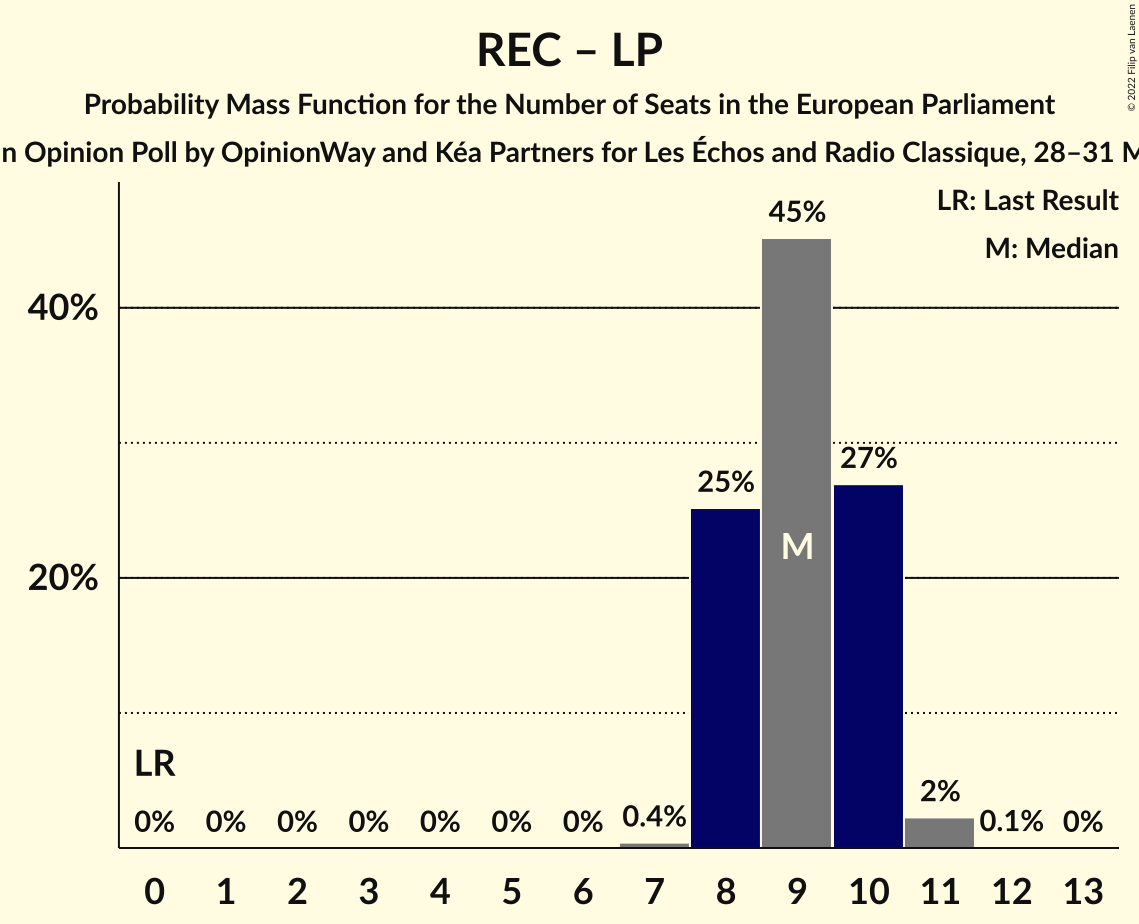 REC – LP
Probability Mass Function for the Number of Seats in the European Parliament
n Opinion Poll by OpinionWay and Kéa Partners for Les Échos and Radio Classique, 28–31 M
© 2022 Filip van Laenen
LR: Last Result
M: Median
45%
40%
27%
25%
M
20%
LR
0% 0% 0% 0% 0% 0% 0% 0.4% 2% 0.1% 0%
0 1 2 3 4 5 6 7 8 9 10 11 12 13